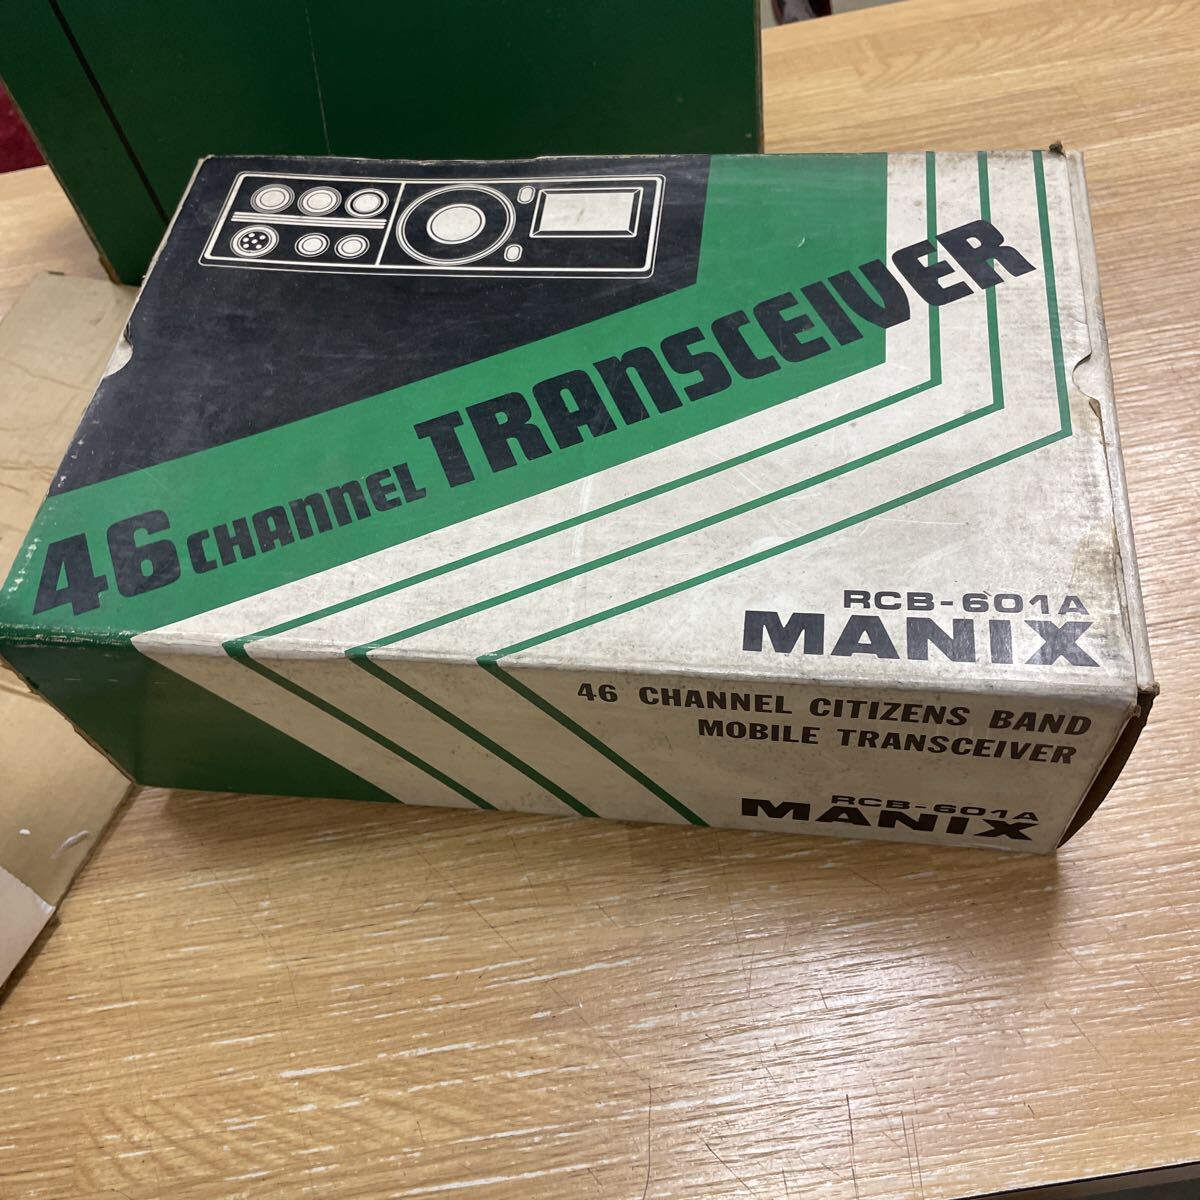 46 CHANNEL TRANSCEIVER
RCB-601A
MANIX
46 CHANNEL CITIZENS BAND
MOBILE TRANSCEIVER
RCB-601A
MANIX